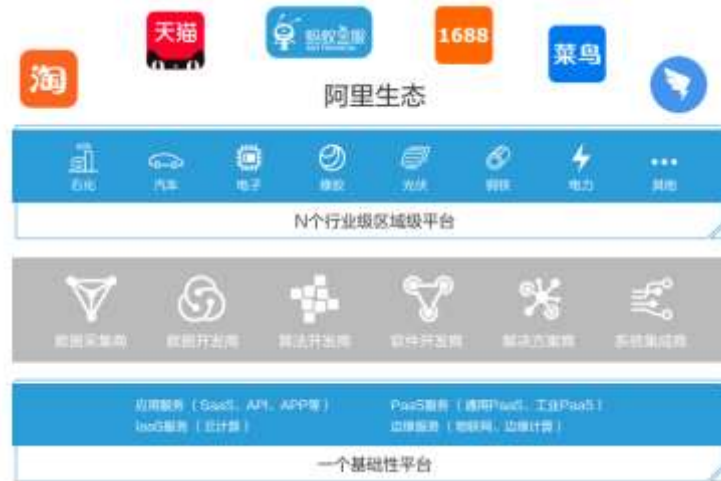 天猫
蚂蚁金服
1688
菜鸟
淘
阿里生态
石化 汽车 电子 橡胶 光伏 钢铁 电力 其他
N个行业级区域级平台
数据采集商 数据开发商 算法开发商 软件开发商 解决方案商 系统集成商
应用服务（SaaS、API、APP等） PaaS服务（通用PaaS、工业PaaS）
IaaS服务（云计算） 边缘服务（物联网、边缘计算）
一个基础性平台